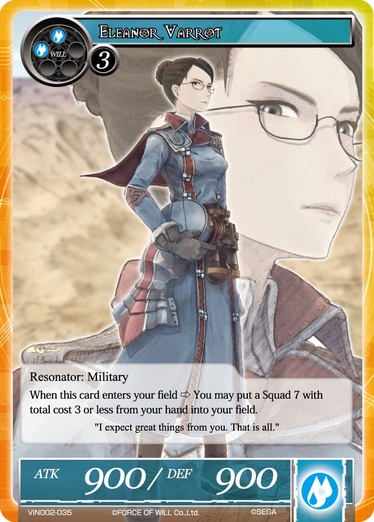 ELEANOR VARROT
WILL
3
Resonator: Military
When this card enters your field ⇨ You may put a Squad 7 with
total cost 3 or less from your hand into your field.
"I expect great things from you. That is all."
ATK 900 / DEF 900
VIN002-035 ©FORCE OF WILL Co.,Ltd. ©SEGA